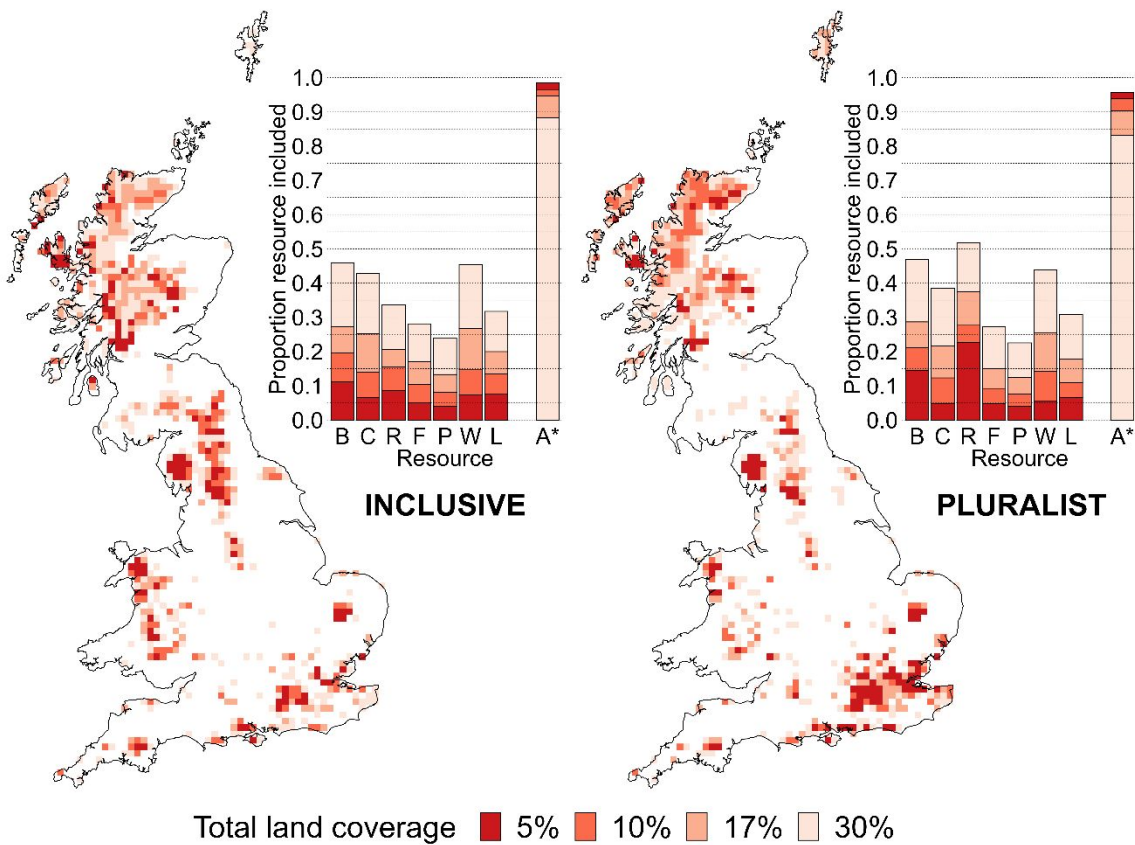 Proportion resource included
1.0
0.9
0.8
0.7
0.6
0.5
0.4
0.3
0.2
0.1
0.0
B C R F P W L A*
Resource
INCLUSIVE
Proportion resource included
1.0
0.9
0.8
0.7
0.6
0.5
0.4
0.3
0.2
0.1
0.0
B C R F P W L A*
Resource
PLURALIST
Total land coverage 5% 10% 17% 30%